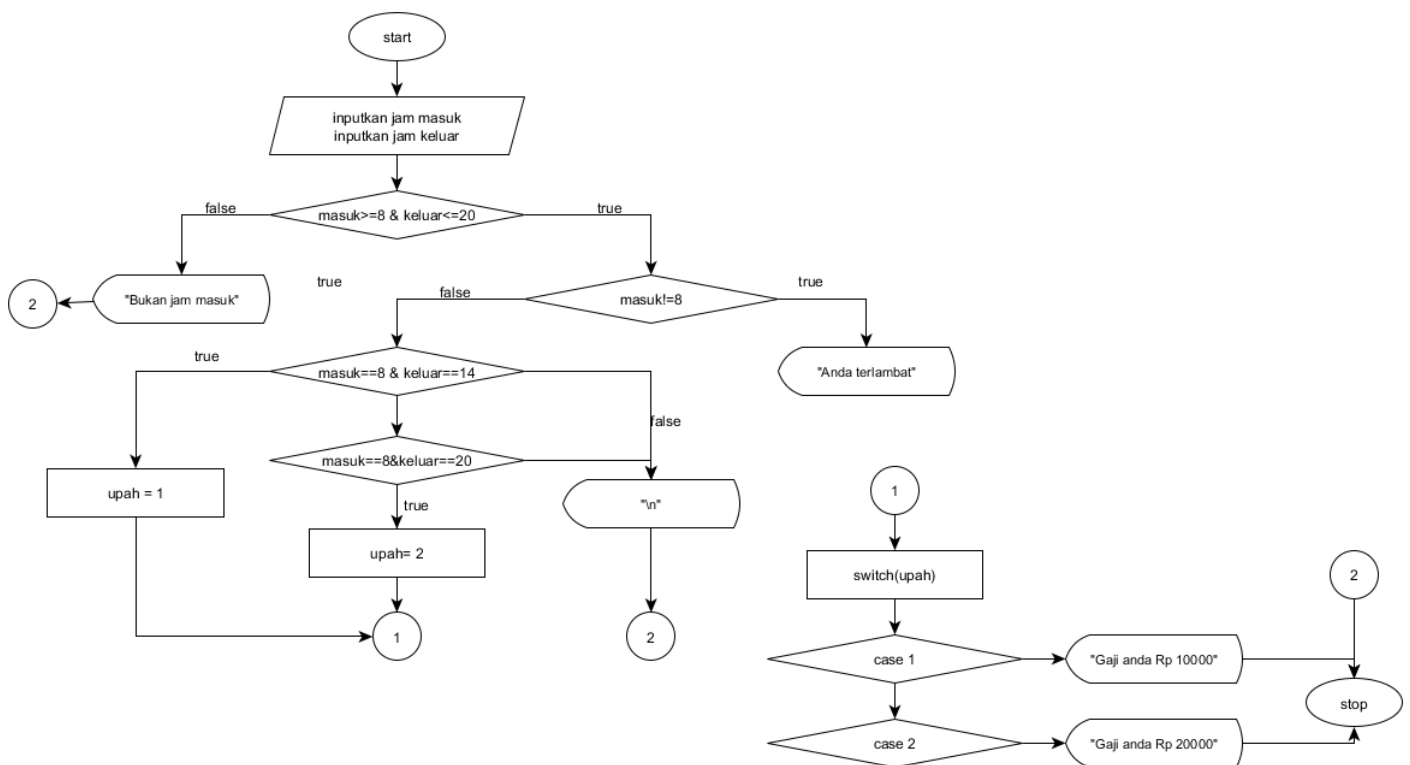 start
inputkan jam masuk
inputkan jam keluar
false
masuk>=8 & keluar<=20
true
2
"Bukan jam masuk"
true
false
masuk!=8
true
true
masuk==8 & keluar==14
"Anda terlambat"
false
masuk==8&keluar==20
upah = 1
true
"\n"
1
upah= 2
switch(upah)
2
1
2
case 1
"Gaji anda Rp 10000"
stop
case 2
"Gaji anda Rp 20000"